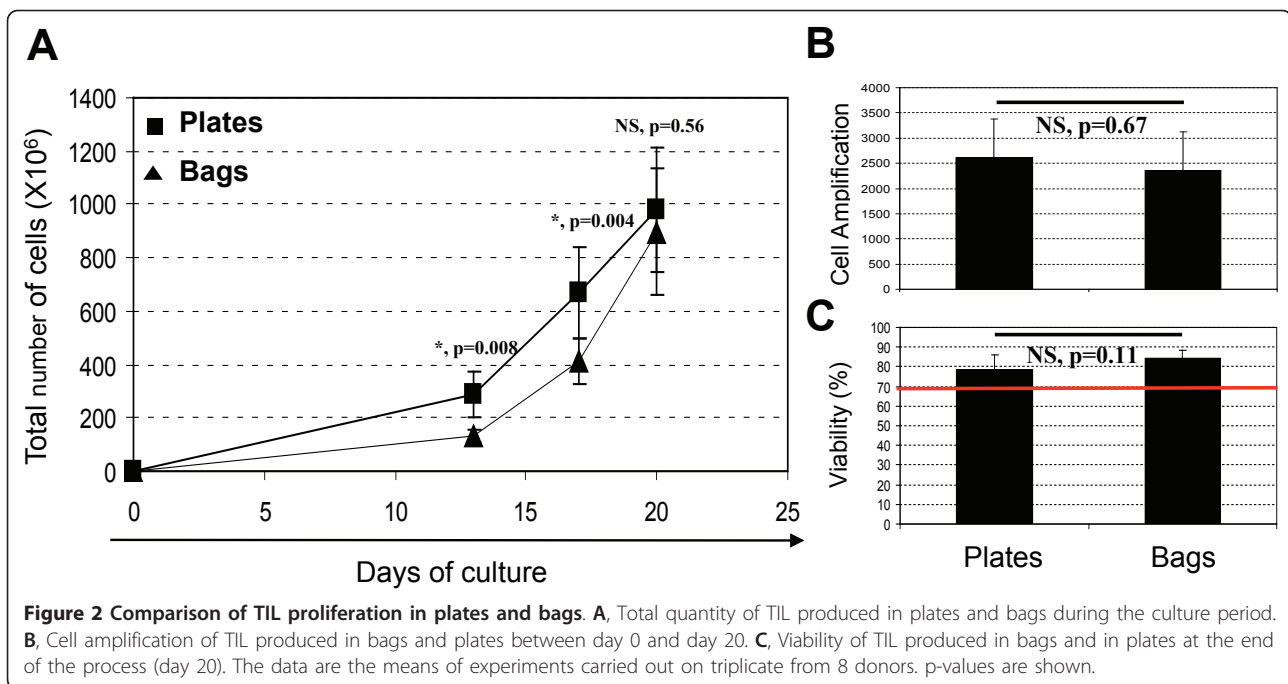 A
Total number of cells (X10⁶)
1400
1200
1000
800
600
400
200
0
■ Plates
▲ Bags
*, p=0.008
*, p=0.004
NS, p=0.56
0 5 10 15 20 25
Days of culture
B
Cell Amplification
4000
3500
3000
2500
2000
1500
1000
500
0
NS, p=0.67
C
Viability (%)
100
90
80
70
60
50
40
30
20
10
0
NS, p=0.11
Plates Bags
Figure 2 Comparison of TIL proliferation in plates and bags. A, Total quantity of TIL produced in plates and bags during the culture period.
B, Cell amplification of TIL produced in bags and plates between day 0 and day 20. C, Viability of TIL produced in bags and in plates at the end
of the process (day 20). The data are the means of experiments carried out on triplicate from 8 donors. p-values are shown.